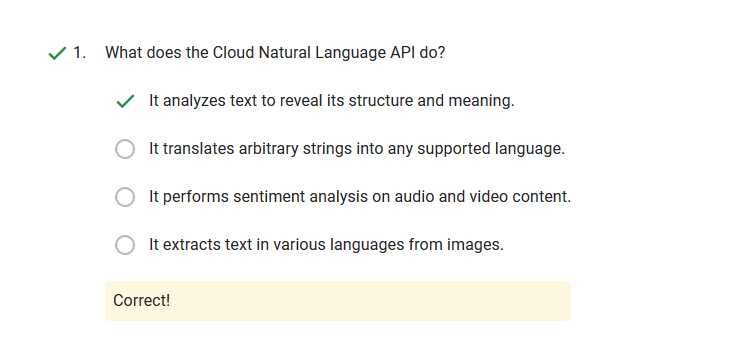 1. What does the Cloud Natural Language API do?
It analyzes text to reveal its structure and meaning.
It translates arbitrary strings into any supported language.
It performs sentiment analysis on audio and video content.
It extracts text in various languages from images.
Correct!